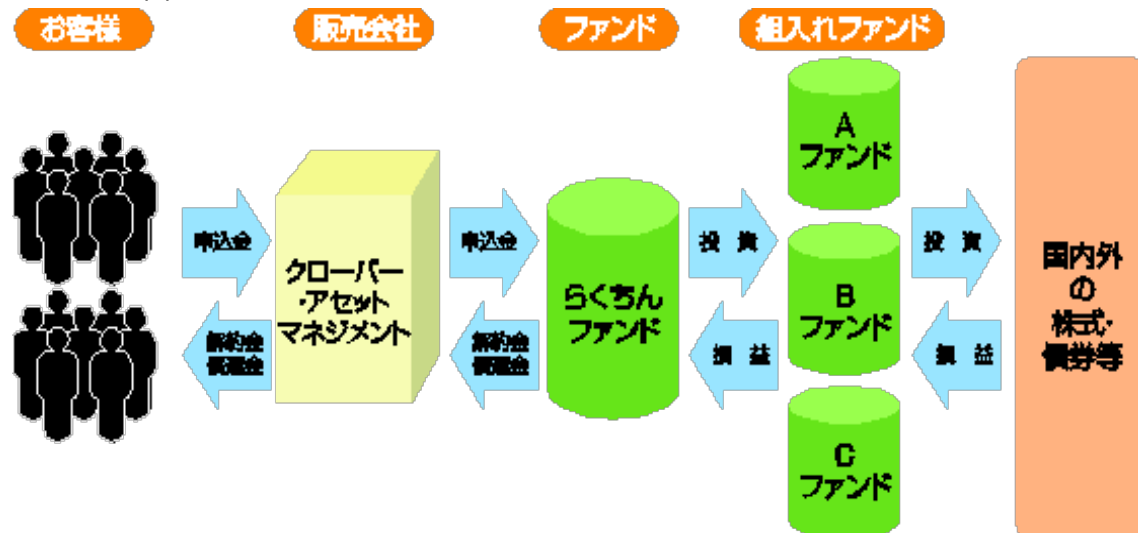 お客様
販売会社
ファンド
組入れファンド
申込金
解約金
償還金
クローバー
・アセット
マネジメント
申込金
解約金
償還金
らくちん
ファンド
投 資
損 益
A
ファンド
B
ファンド
C
ファンド
投 資
損 益
国内外
の
株式・
債券等